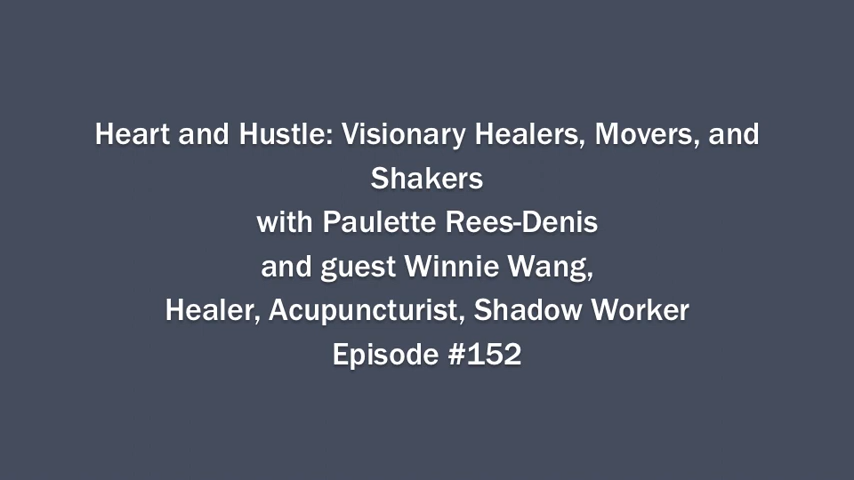 Heart and Hustle: Visionary Healers, Movers, and
Shakers
with Paulette Rees-Denis
and guest Winnie Wang,
Healer, Acupuncturist, Shadow Worker
Episode #152